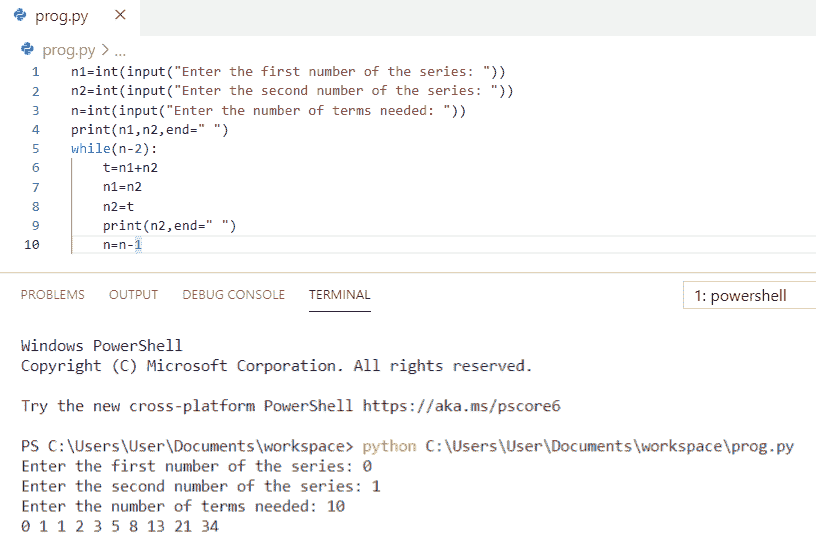 prog.py ×
prog.py > ...
1 n1=int(input("Enter the first number of the series: "))
2 n2=int(input("Enter the second number of the series: "))
3 n=int(input("Enter the number of terms needed: "))
4 print(n1,n2,end=" ")
5 while(n-2):
6     t=n1+n2
7     n1=n2
8     n2=t
9     print(n2,end=" ")
10     n=n-1
PROBLEMS OUTPUT DEBUG CONSOLE TERMINAL 1: powershell
Windows PowerShell
Copyright (C) Microsoft Corporation. All rights reserved.
Try the new cross-platform PowerShell https://aka.ms/pscore6
PS C:\Users\User\Documents\workspace> python C:\Users\User\Documents\workspace\prog.py
Enter the first number of the series: 0
Enter the second number of the series: 1
Enter the number of terms needed: 10
0 1 1 2 3 5 8 13 21 34